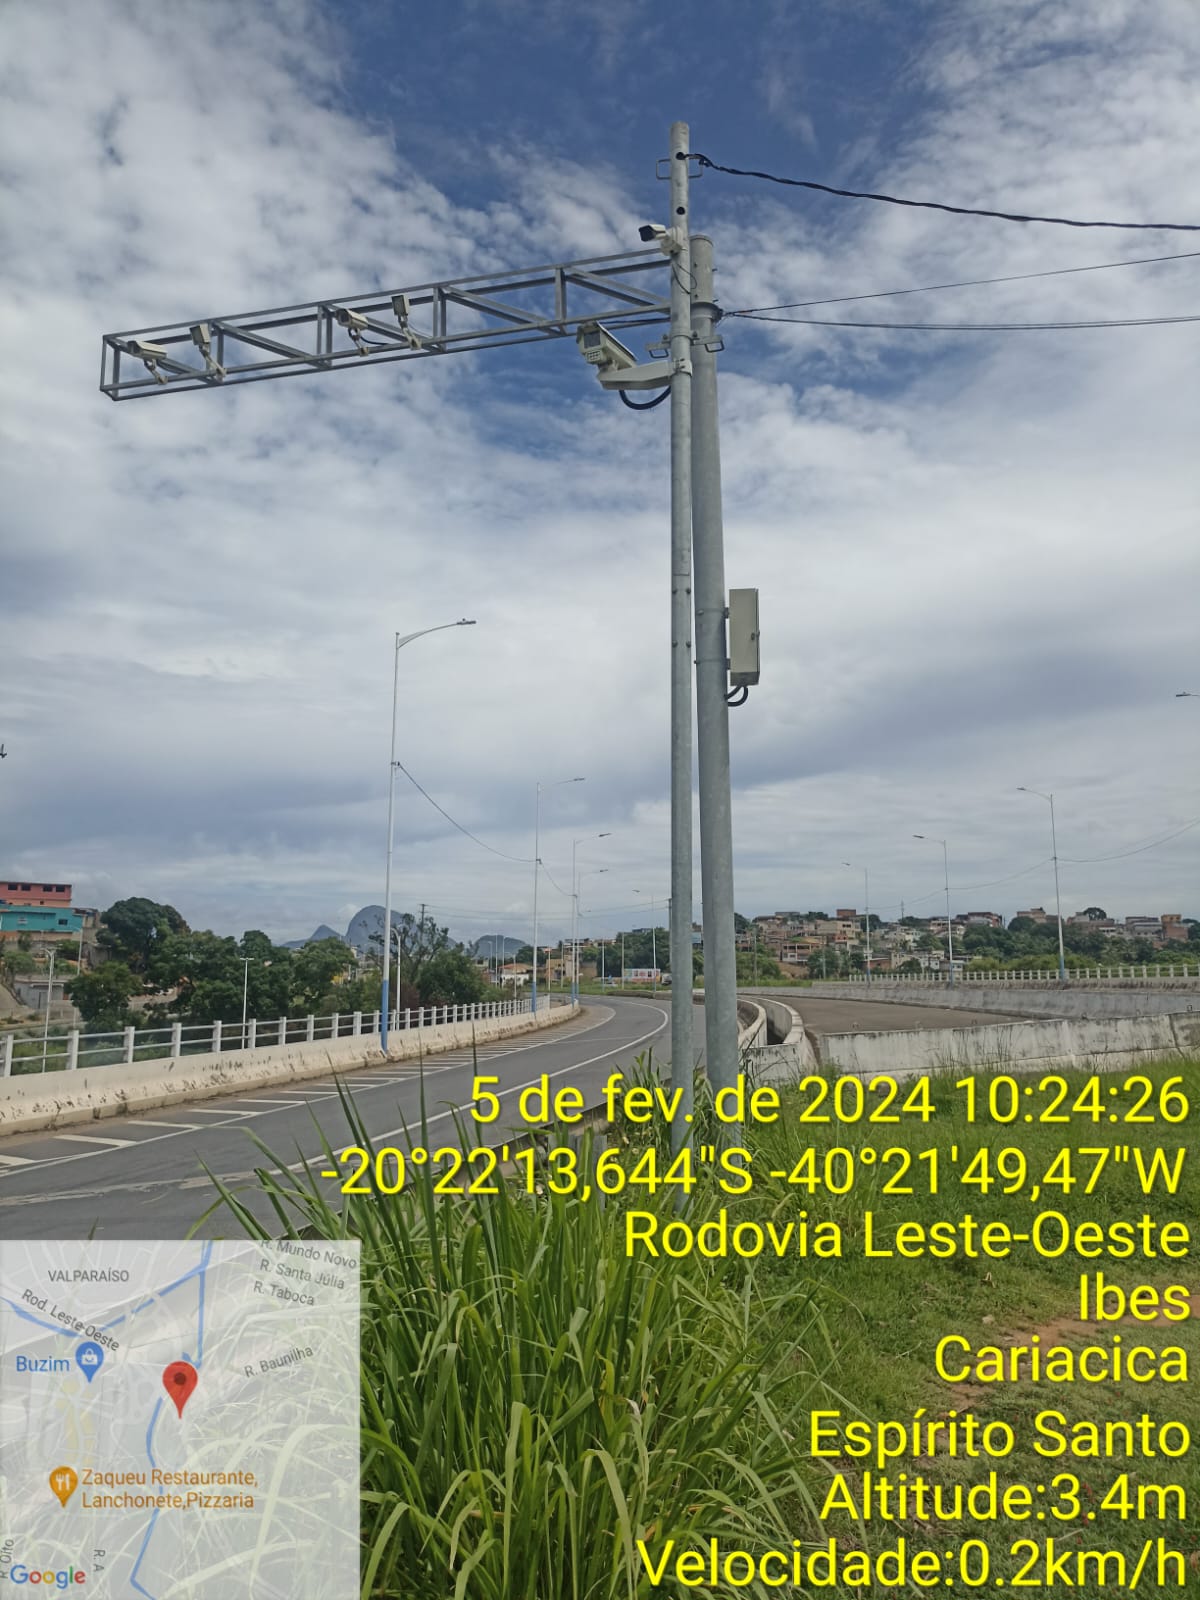 5 de fev. de 2024 10:24:26
-20°22'13,644"S -40°21'49,47"W
Rodovia Leste-Oeste
Ibes
Cariacica
Espírito Santo
Altitude:3.4m
Velocidade:0.2km/h
R. Mundo Novo
VALPARAÍSO
R. Santa Júlia
R. Taboca
Rod. Leste-Oeste
Buzim
R. Baunilha
Zaqueu Restaurante,
Lanchonete,Pizzaria
R. A
Google